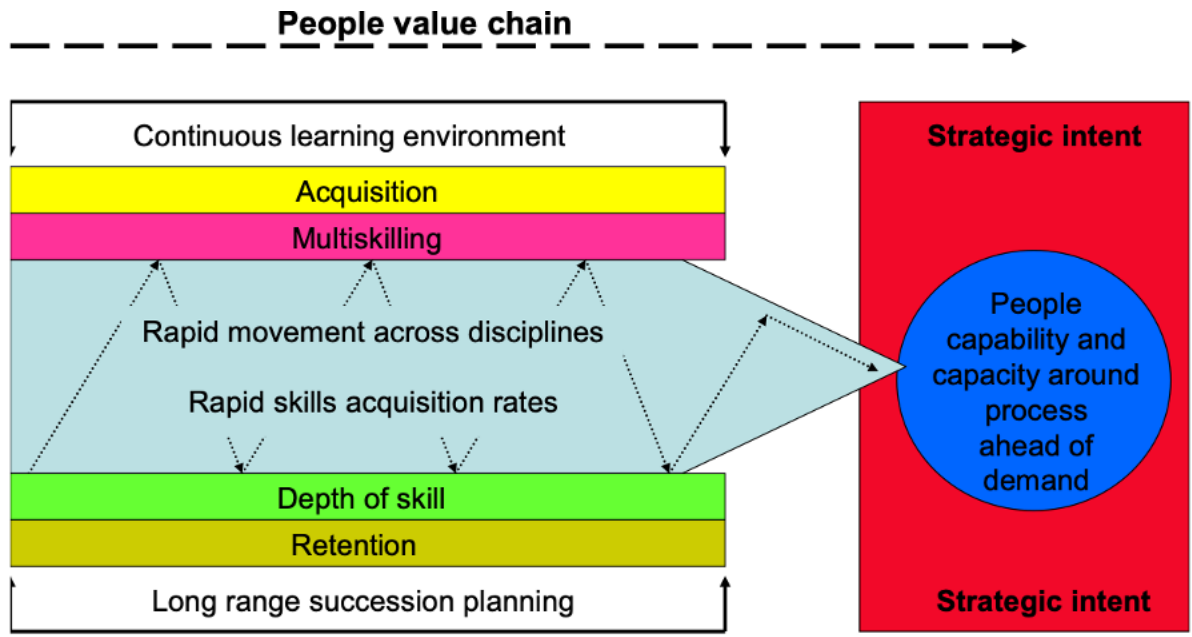 People value chain
Continuous learning environment
Acquisition
Multiskilling
Rapid movement across disciplines
Rapid skills acquisition rates
Depth of skill
Retention
Long range succession planning
Strategic intent
People
capability and
capacity around
process
ahead of
demand
Strategic intent